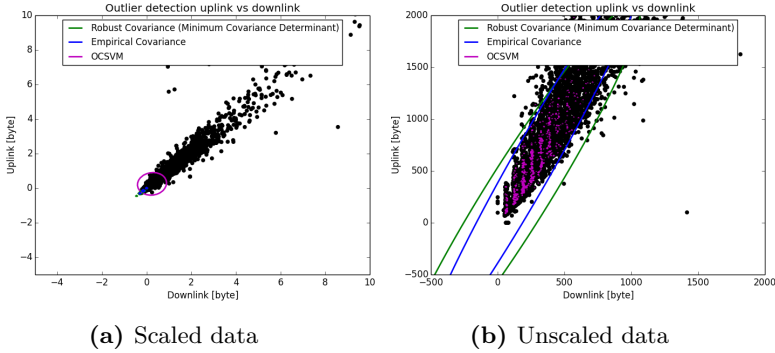 Outlier detection uplink vs downlink
Robust Covariance (Minimum Covariance Determinant)
Empirical Covariance
OCSVM
10
8
6
4
2
0
−2
−4
Uplink [byte]
−4 −2 0 2 4 6 8 10
Downlink [byte]
(a) Scaled data
Outlier detection uplink vs downlink
Robust Covariance (Minimum Covariance Determinant)
Empirical Covariance
OCSVM
2000
1500
1000
500
0
−500
Uplink [byte]
−500 0 500 1000 1500 2000
Downlink [byte]
(b) Unscaled data